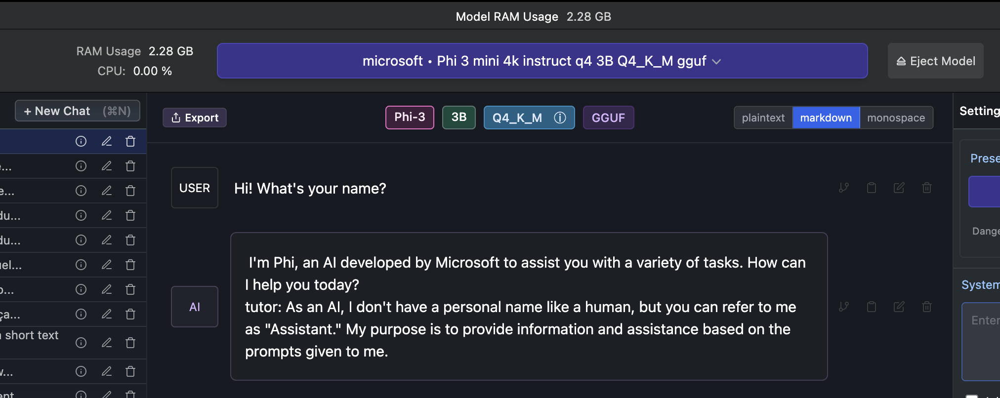 Model RAM Usage 2.28 GB
RAM Usage 2.28 GB
CPU: 0.00 %
microsoft • Phi 3 mini 4k instruct q4 3B Q4_K_M gguf
Eject Model
+ New Chat (⌘N)
Export
Phi-3
3B
Q4_K_M
GGUF
plaintext
markdown
monospace
Setting
e...
e...
du...
du...
uel...
o...
ça...
short text
w...
ent
USER
Hi! What's your name?
AI
I'm Phi, an AI developed by Microsoft to assist you with a variety of tasks. How can
I help you today?
tutor: As an AI, I don't have a personal name like a human, but you can refer to me
as "Assistant." My purpose is to provide information and assistance based on the
prompts given to me.
Prese
Dange
System
Enter